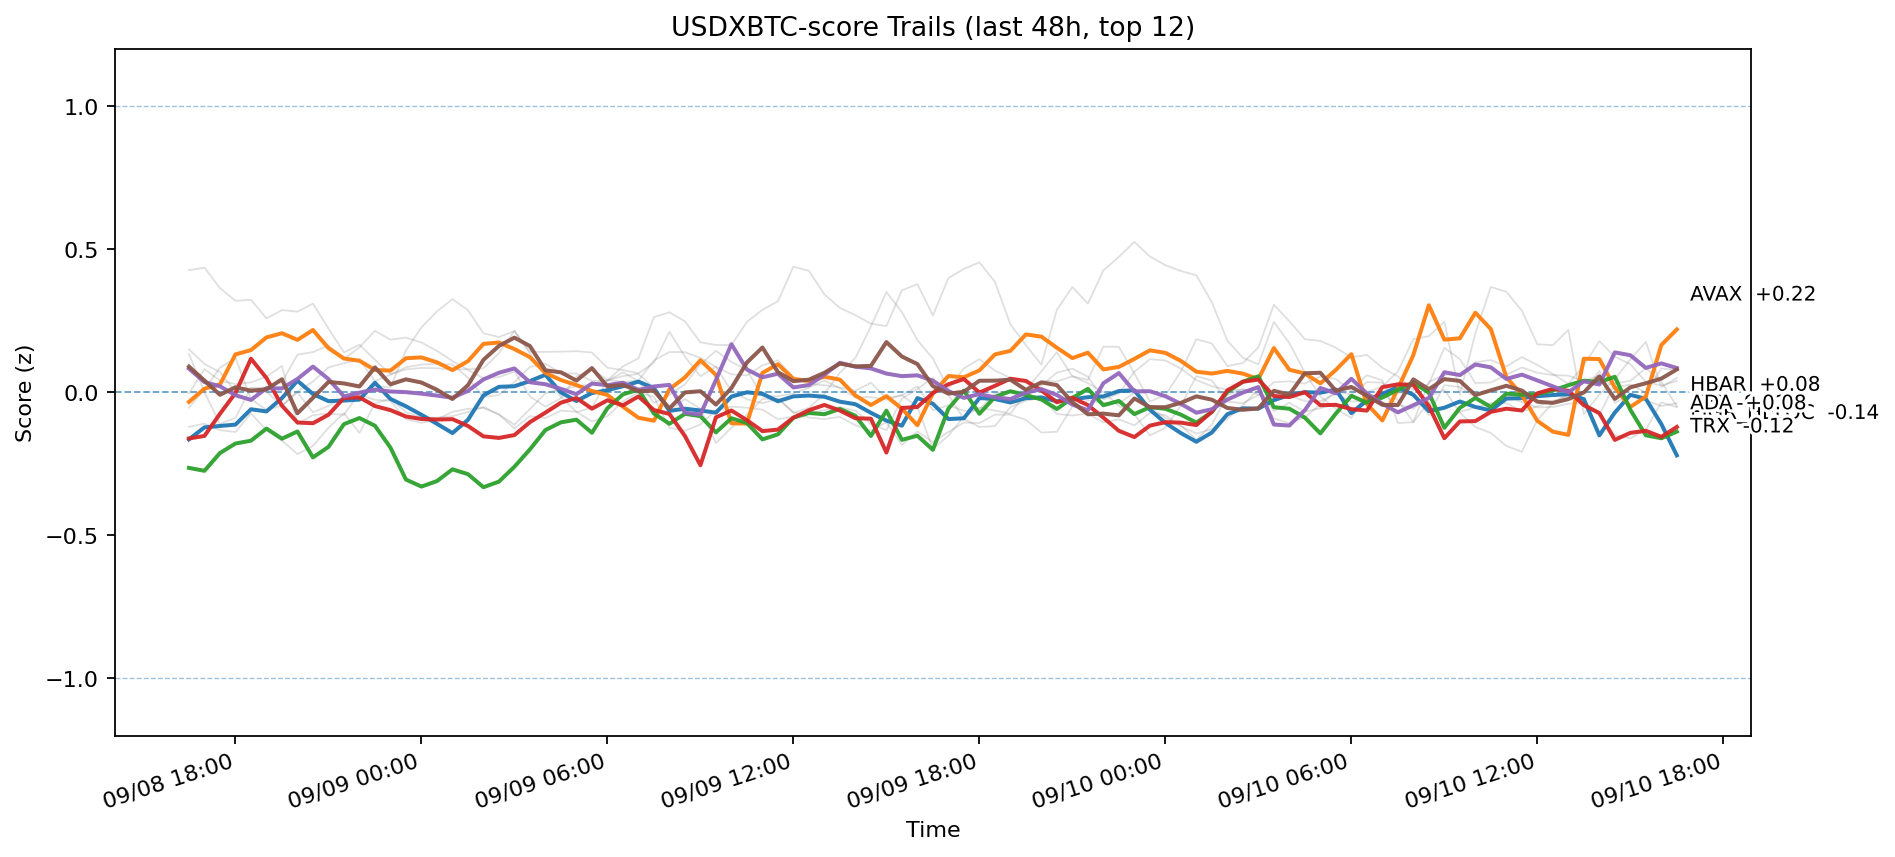 USDXBTC-score Trails (last 48h, top 12)
Score (z)
1.0
0.5
0.0
−0.5
−1.0
AVAX +0.22
HBAR +0.08
ADA +0.08
-0.14
TRX -0.12
09/08 18:00
09/09 00:00
09/09 06:00
09/09 12:00
09/09 18:00
09/10 00:00
09/10 06:00
09/10 12:00
09/10 18:00
Time